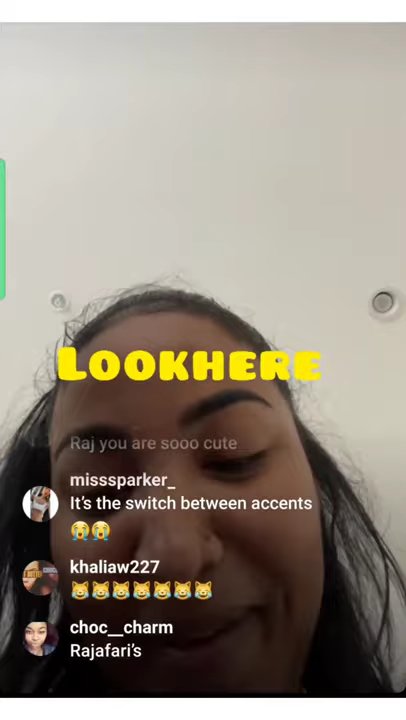 LOOKHERE
Raj you are sooo cute
misssparker_
It's the switch between accents
😭😭
khaliaw227
😹😹😹😹😹😹😹
choc__charm
Rajafari's